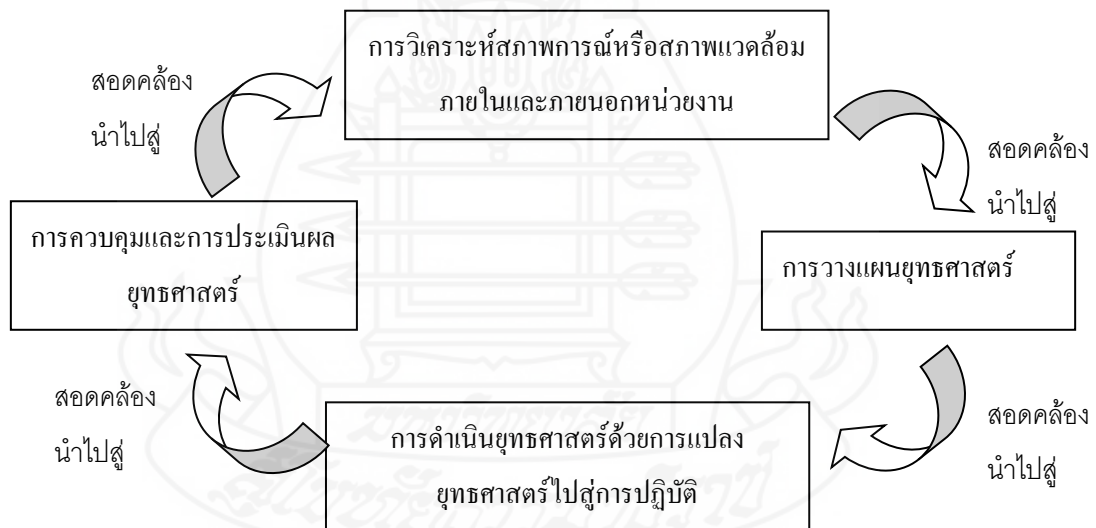 การวิเคราะห์สภาพการณ์หรือสภาพแวดล้อม
ภายในและภายนอกหน่วยงาน
สอดคล้อง
นำไปสู่
สอดคล้อง
นำไปสู่
การควบคุมและการประเมินผล
ยุทธศาสตร์
การวางแผนยุทธศาสตร์
สอดคล้อง
นำไปสู่
การดำเนินยุทธศาสตร์ด้วยการแปลง
ยุทธศาสตร์ไปสู่การปฏิบัติ
สอดคล้อง
นำไปสู่